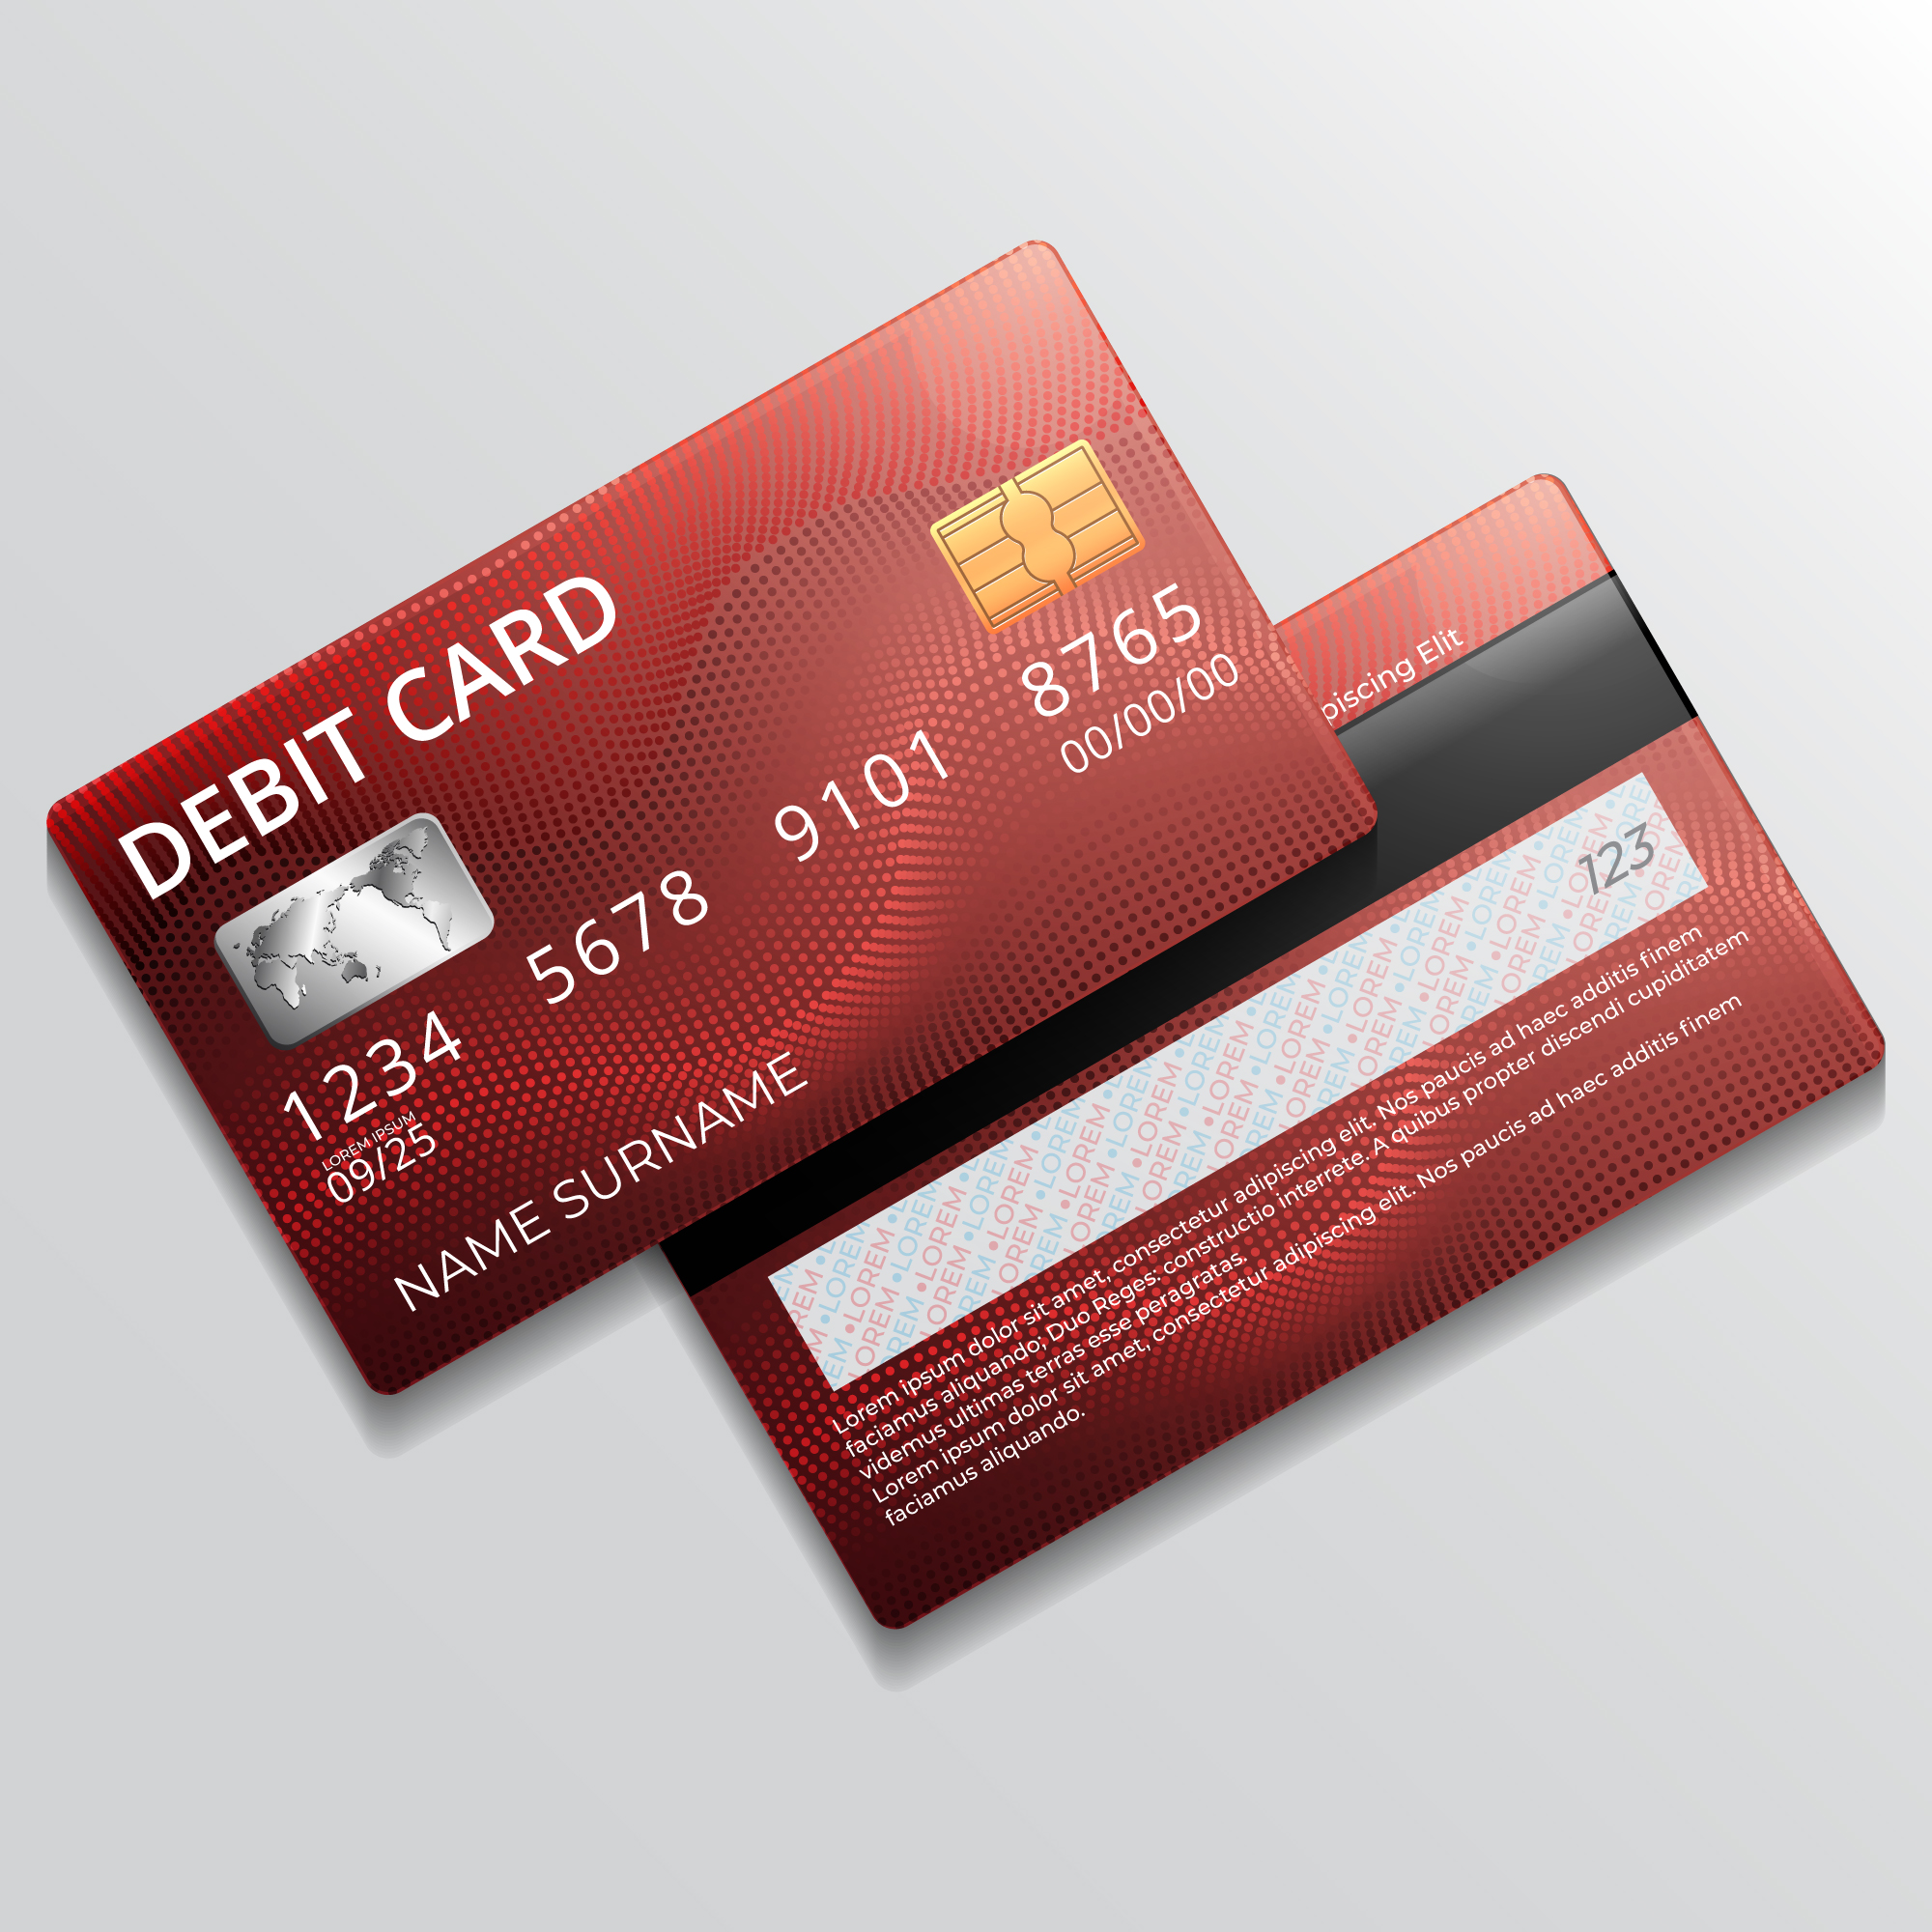 DEBIT CARD
1234 5678 9101 8765
LOREM IPSUM
09/25
00/00/00
NAME SURNAME
piscing Elit
LOREM • LOREM • LOREM
123
Lorem ipsum dolor sit amet, consectetur adipiscing elit. Nos paucis ad haec additis finem
faciamus aliquando; Duo Reges: constructio interrete. A quibus propter discendi cupiditatem
videmus ultimas terras esse peragratas.
Lorem ipsum dolor sit amet, consectetur adipiscing elit. Nos paucis ad haec additis finem
faciamus aliquando.